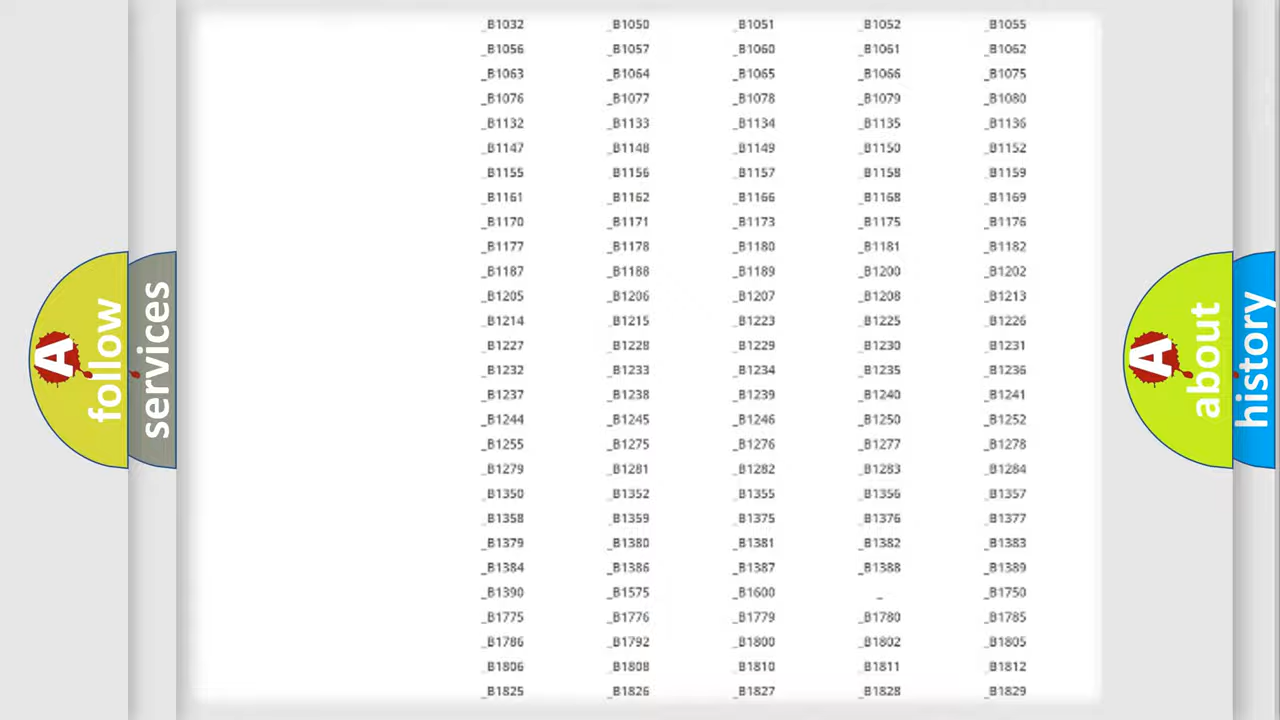 _B1032 _B1050 _B1051 _B1052 _B1055
_B1056 _B1057 _B1060 _B1061 _B1062
_B1063 _B1064 _B1065 _B1066 _B1075
_B1076 _B1077 _B1078 _B1079 _B1080
_B1132 _B1133 _B1134 _B1135 _B1136
_B1147 _B1148 _B1149 _B1150 _B1152
_B1155 _B1156 _B1157 _B1158 _B1159
_B1161 _B1162 _B1166 _B1168 _B1169
_B1170 _B1171 _B1173 _B1175 _B1176
_B1177 _B1178 _B1180 _B1181 _B1182
_B1187 _B1188 _B1189 _B1200 _B1202
_B1205 _B1206 _B1207 _B1208 _B1213
_B1214 _B1215 _B1223 _B1225 _B1226
_B1227 _B1228 _B1229 _B1230 _B1231
_B1232 _B1233 _B1234 _B1235 _B1236
_B1237 _B1238 _B1239 _B1240 _B1241
_B1244 _B1245 _B1246 _B1250 _B1252
_B1255 _B1275 _B1276 _B1277 _B1278
_B1279 _B1281 _B1282 _B1283 _B1284
_B1350 _B1352 _B1355 _B1356 _B1357
_B1358 _B1359 _B1375 _B1376 _B1377
_B1379 _B1380 _B1381 _B1382 _B1383
_B1384 _B1386 _B1387 _B1388 _B1389
_B1390 _B1575 _B1600 _ _B1750
_B1775 _B1776 _B1779 _B1780 _B1785
_B1786 _B1792 _B1800 _B1802 _B1805
_B1806 _B1808 _B1810 _B1811 _B1812
_B1825 _B1826 _B1827 _B1828 _B1829
A
follow
services
A
about
history